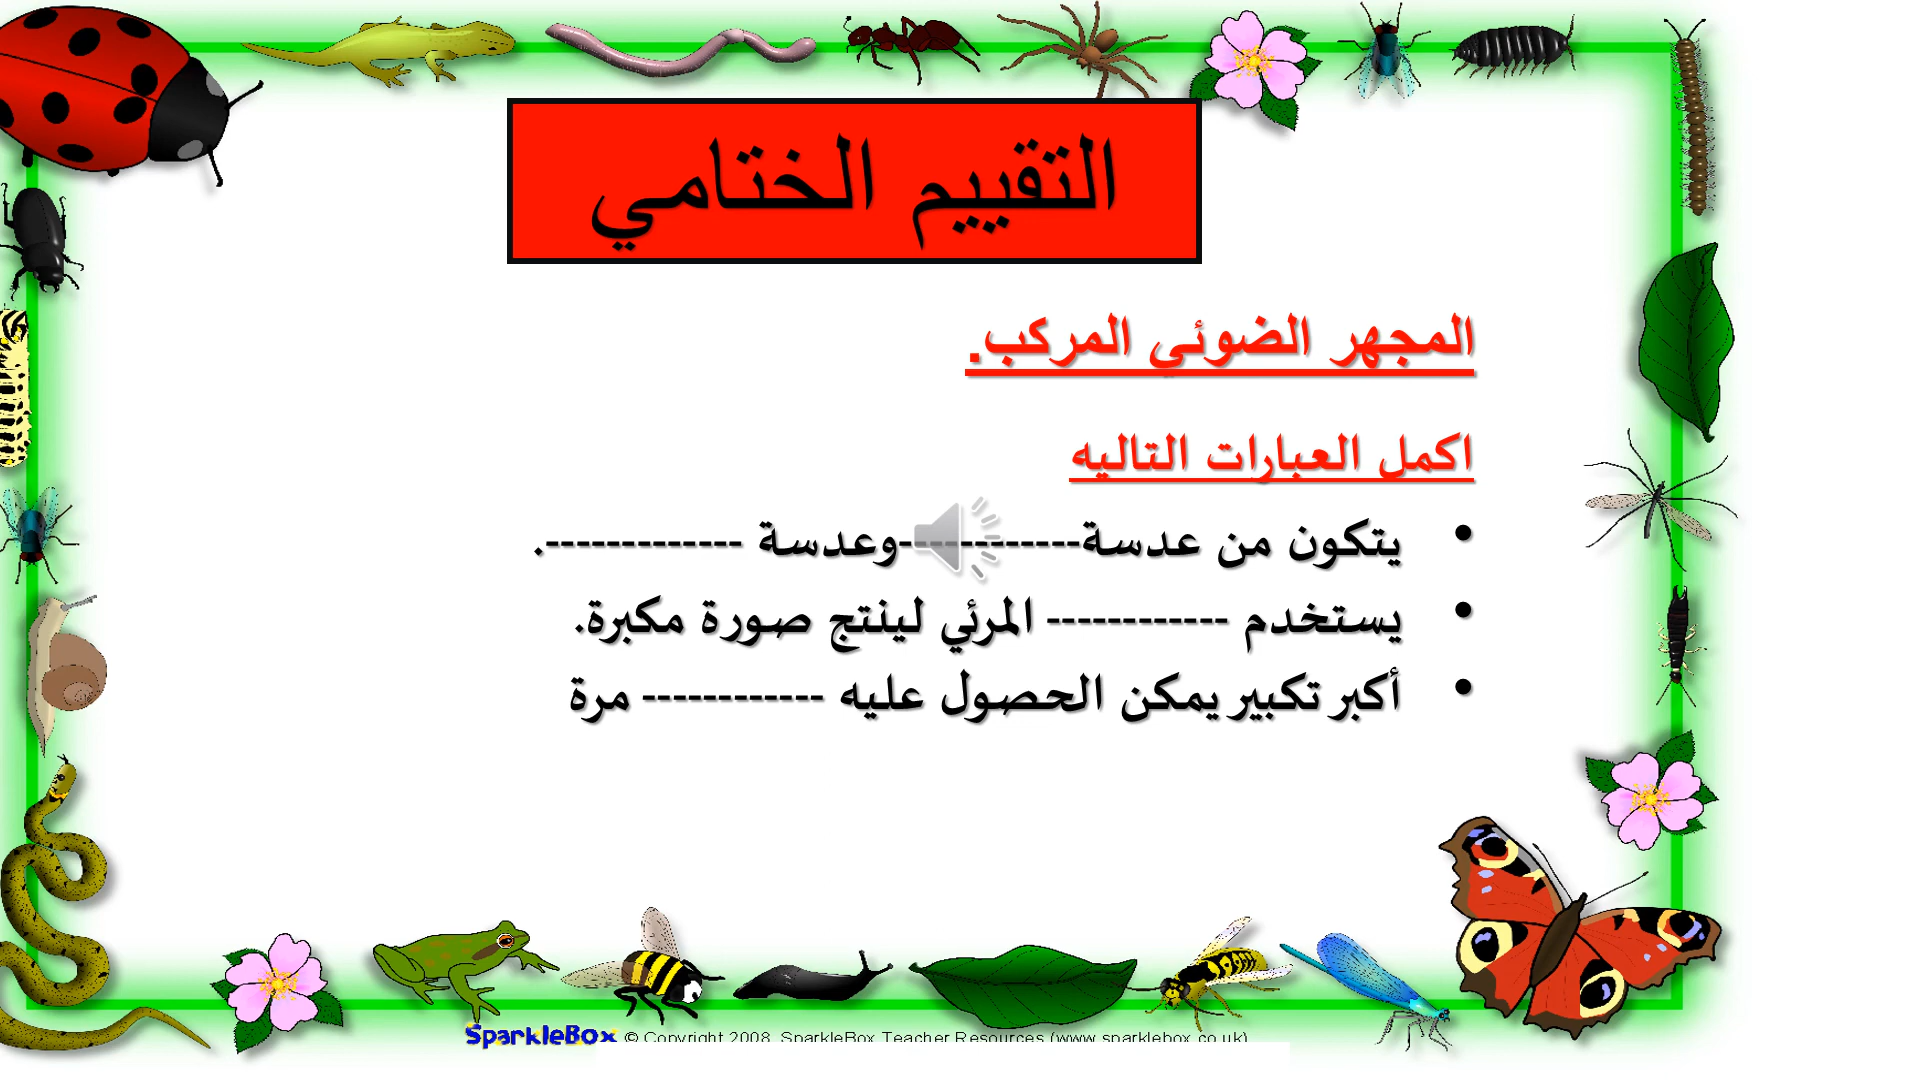 التقييم الختامي
المجهر الضوئي المركب.
اكمل العبارات التاليه
• يتكون من عدسة------------وعدسة -------------.
• يستخدم ------------ المرئي لينتج صورة مكبرة.
• أكبر تكبير يمكن الحصول عليه ------------ مرة
SparkleBox © Copyright 2008, SparkleBox Teacher Resources (www.sparklebox.co.uk)